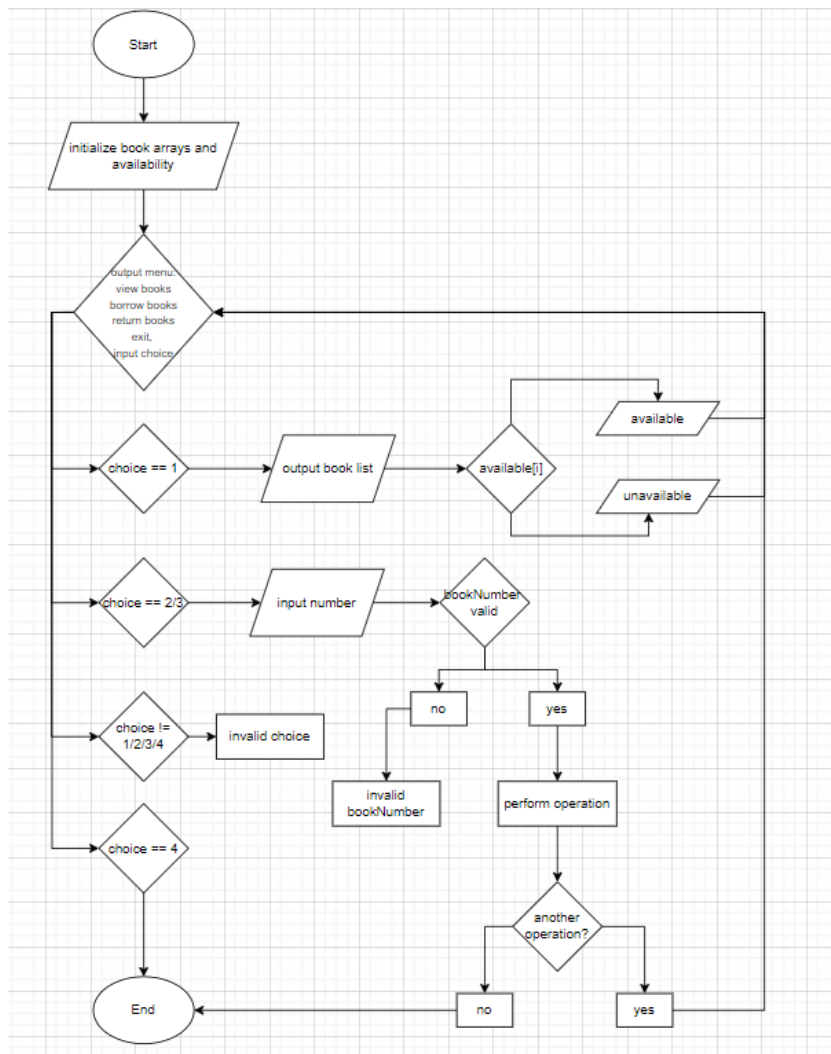 Start
initialize book arrays and
availability
output menu:
view books
borrow books
return books
exit,
input choice
available
choice == 1
output book list
available[i]
unavailable
choice == 2/3
input number
bookNumber
valid
no
yes
choice !=
1/2/3/4
invalid choice
invalid
bookNumber
perform operation
choice == 4
another
operation?
End
no
yes